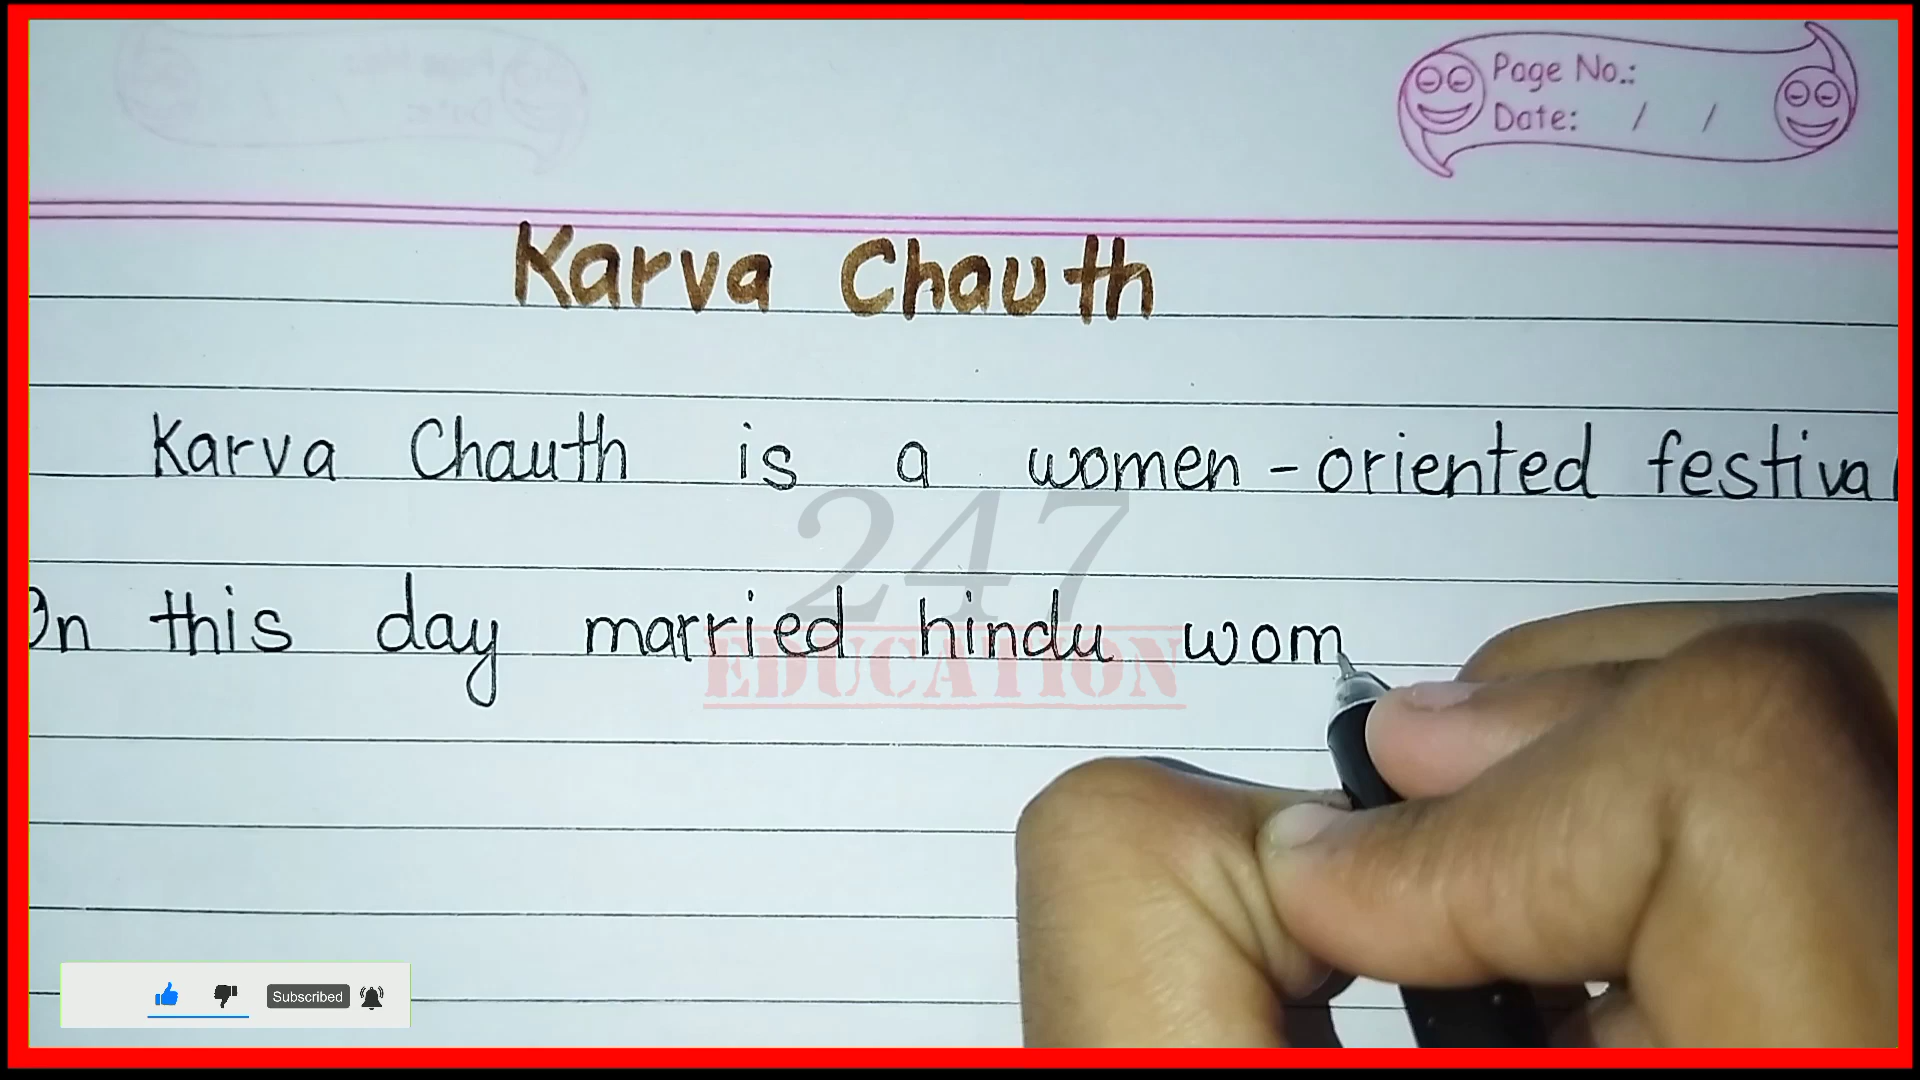 Page No.:
Date: / /
Karva Chauth
Karva Chauth is a women-oriented festival
On this day married hindu wom
247
EDUCATION
Subscribed